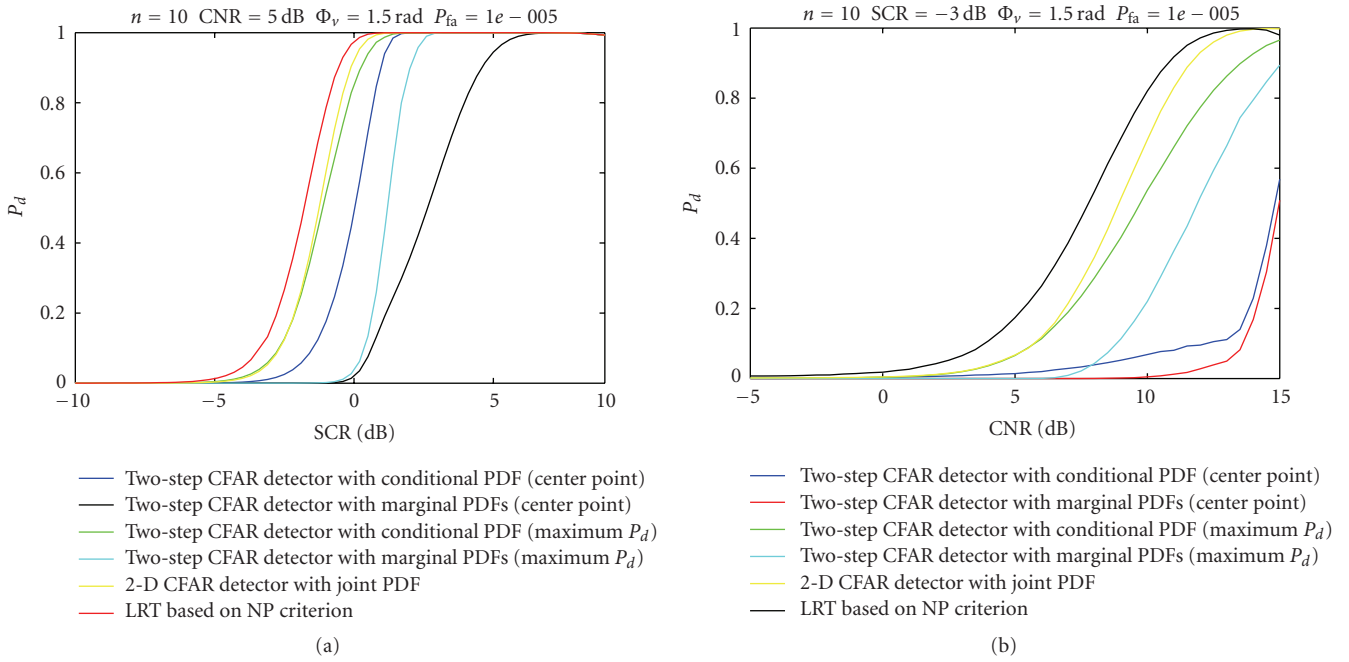 n = 10 CNR = 5 dB Φv = 1.5 rad Pfa = 1e − 005
1
0.8
0.6
0.4
0.2
0
Pd
−10
−5
0
5
10
SCR (dB)
Two-step CFAR detector with conditional PDF (center point)
Two-step CFAR detector with marginal PDFs (center point)
Two-step CFAR detector with conditional PDF (maximum Pd)
Two-step CFAR detector with marginal PDFs (maximum Pd)
2-D CFAR detector with joint PDF
LRT based on NP criterion
(a)
n = 10 SCR = −3 dB Φv = 1.5 rad Pfa = 1e − 005
1
0.8
0.6
0.4
0.2
0
Pd
−5
0
5
10
15
CNR (dB)
Two-step CFAR detector with conditional PDF (center point)
Two-step CFAR detector with marginal PDFs (center point)
Two-step CFAR detector with conditional PDF (maximum Pd)
Two-step CFAR detector with marginal PDFs (maximum Pd)
2-D CFAR detector with joint PDF
LRT based on NP criterion
(b)